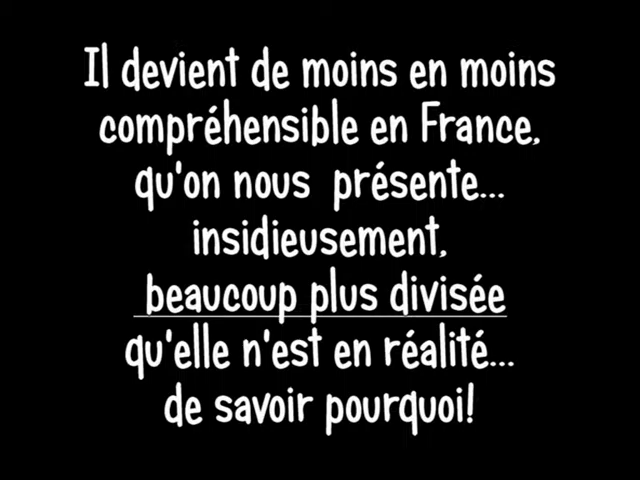 Il devient de moins en moins
compréhensible en France,
qu'on nous présente...
insidieusement,
beaucoup plus divisée
qu'elle n'est en réalité...
de savoir pourquoi!